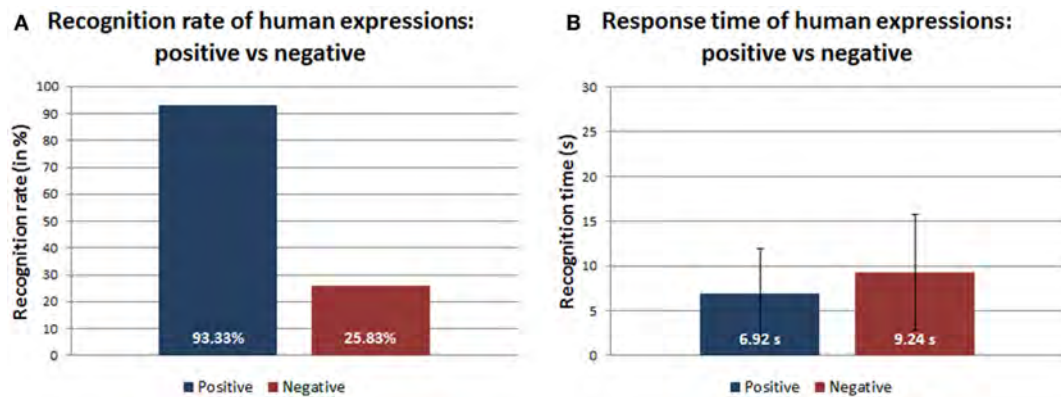 A Recognition rate of human expressions:
positive vs negative
Recognition rate (in %)
100
90
80
70
60
50
40
30
20
10
0
93.33%
25.83%
Positive
Negative
B Response time of human expressions:
positive vs negative
Recognition time (s)
30
25
20
15
10
5
0
6.92 s
9.24 s
Positive
Negative